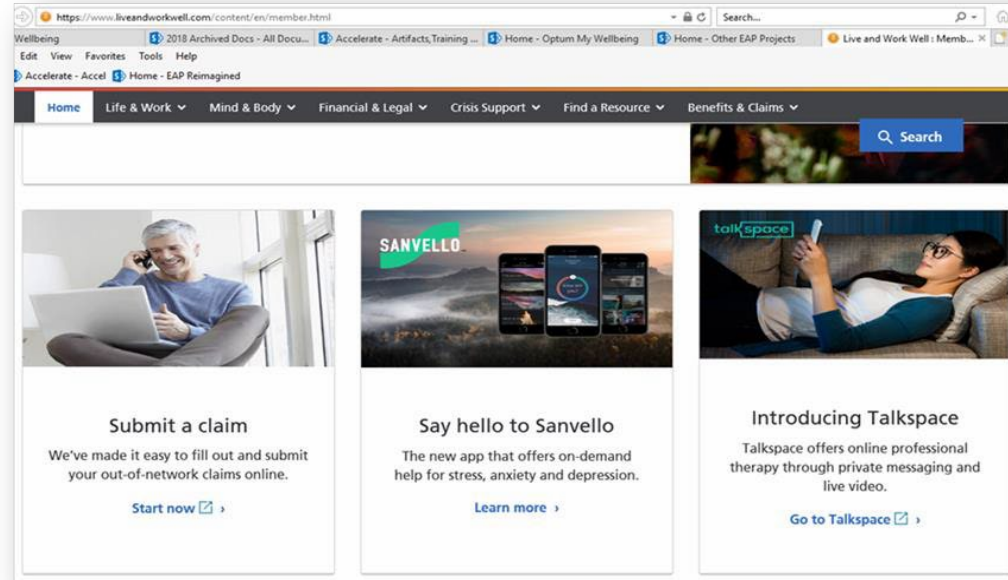 https://www.liveandworkwell.com/content/en/member.html Search...
Wellbeing 2018 Archived Docs - All Docu... Accelerate - Artifacts,Training ... Home - Optum My Wellbeing Home - Other EAP Projects Live and Work Well : Memb...
Edit View Favorites Tools Help
Accelerate - Accel Home - EAP Reimagined
Home Life & Work Mind & Body Financial & Legal Crisis Support Find a Resource Benefits & Claims
Search
SANVELLO
talkspace
Submit a claim
We've made it easy to fill out and submit
your out-of-network claims online.
Start now
Say hello to Sanvello
The new app that offers on-demand
help for stress, anxiety and depression.
Learn more
Introducing Talkspace
Talkspace offers online professional
therapy through private messaging and
live video.
Go to Talkspace